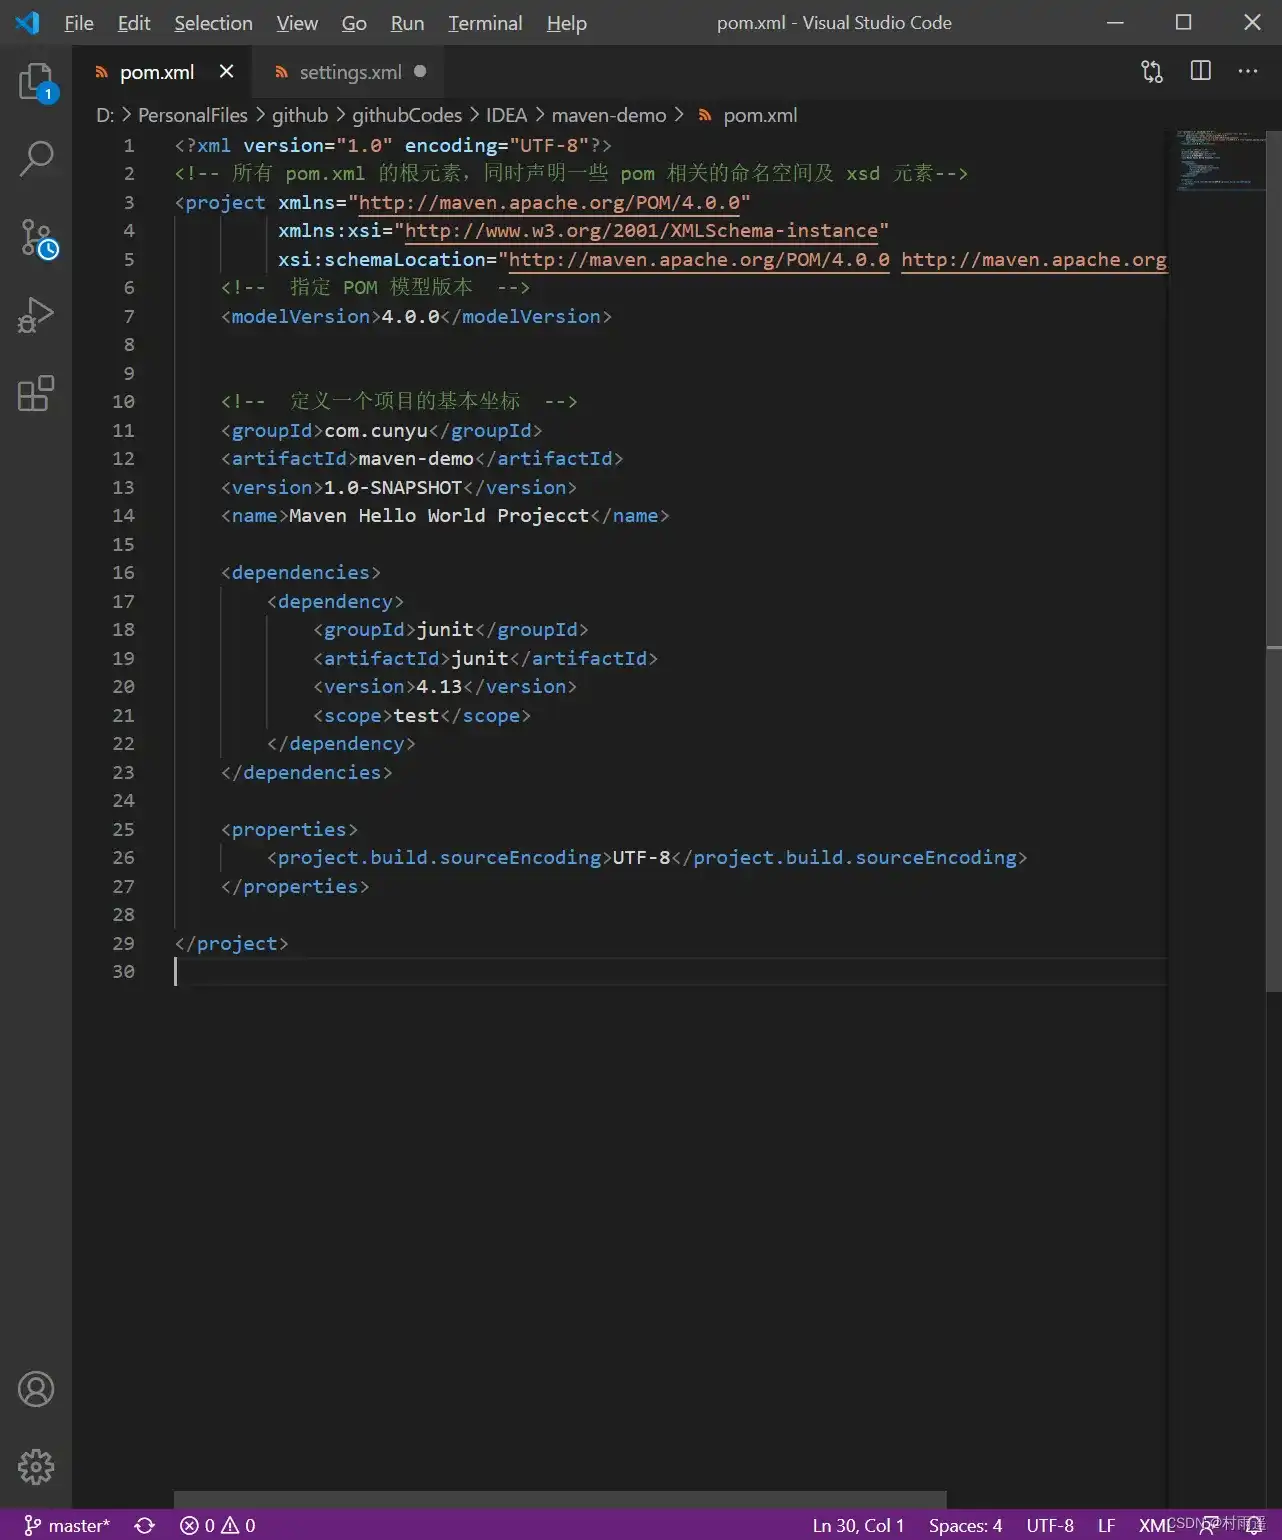 File Edit Selection View Go Run Terminal Help pom.xml - Visual Studio Code
pom.xml settings.xml
1
D: > PersonalFiles > github > githubCodes > IDEA > maven-demo > pom.xml
1 <?xml version="1.0" encoding="UTF-8"?>
2 <!-- 所有 pom.xml 的根元素，同时声明一些 pom 相关的命名空间及 xsd 元素-->
3 <project xmlns="http://maven.apache.org/POM/4.0.0"
4 xmlns:xsi="http://www.w3.org/2001/XMLSchema-instance"
5 xsi:schemaLocation="http://maven.apache.org/POM/4.0.0 http://maven.apache.org
6 <!-- 指定 POM 模型版本 -->
7 <modelVersion>4.0.0</modelVersion>
8
9
10 <!-- 定义一个项目的基本坐标 -->
11 <groupId>com.cunyu</groupId>
12 <artifactId>maven-demo</artifactId>
13 <version>1.0-SNAPSHOT</version>
14 <name>Maven Hello World Projecct</name>
15
16 <dependencies>
17 <dependency>
18 <groupId>junit</groupId>
19 <artifactId>junit</artifactId>
20 <version>4.13</version>
21 <scope>test</scope>
22 </dependency>
23 </dependencies>
24
25 <properties>
26 <project.build.sourceEncoding>UTF-8</project.build.sourceEncoding>
27 </properties>
28
29 </project>
30
master* 0 0 Ln 30, Col 1 Spaces: 4 UTF-8 LF XML
CSDN @村雨遥